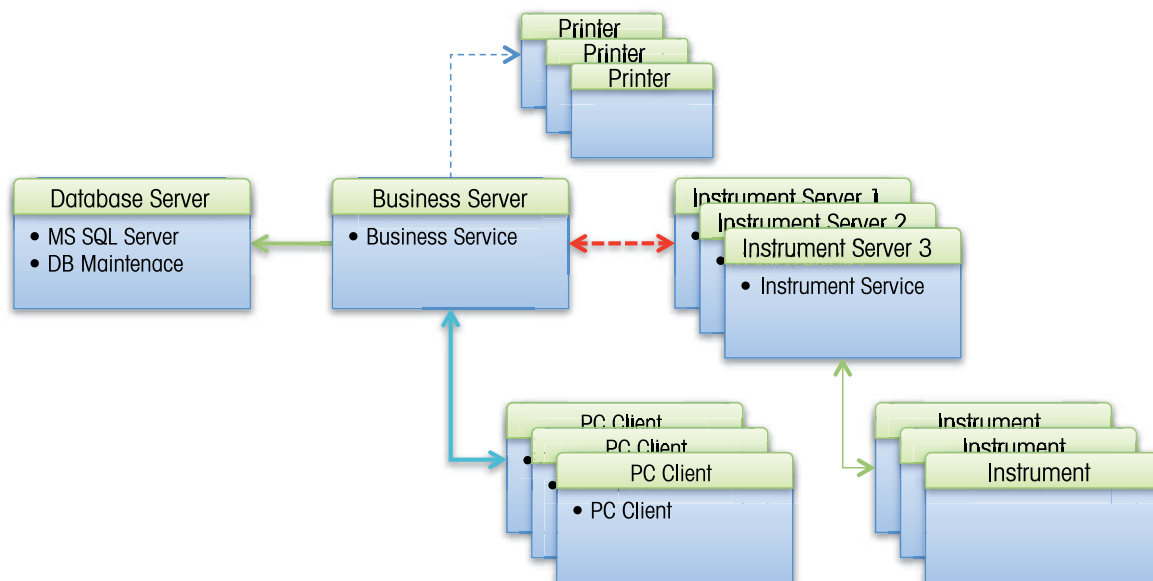 Printer
Printer
Printer
Database Server
• MS SQL Server
• DB Maintenace
Business Server
• Business Service
Instrument Server 1
•
Instrument Server 2
•
Instrument Server 3
• Instrument Service
PC Client
•
PC Client
•
PC Client
• PC Client
Instrument
Instrument
Instrument